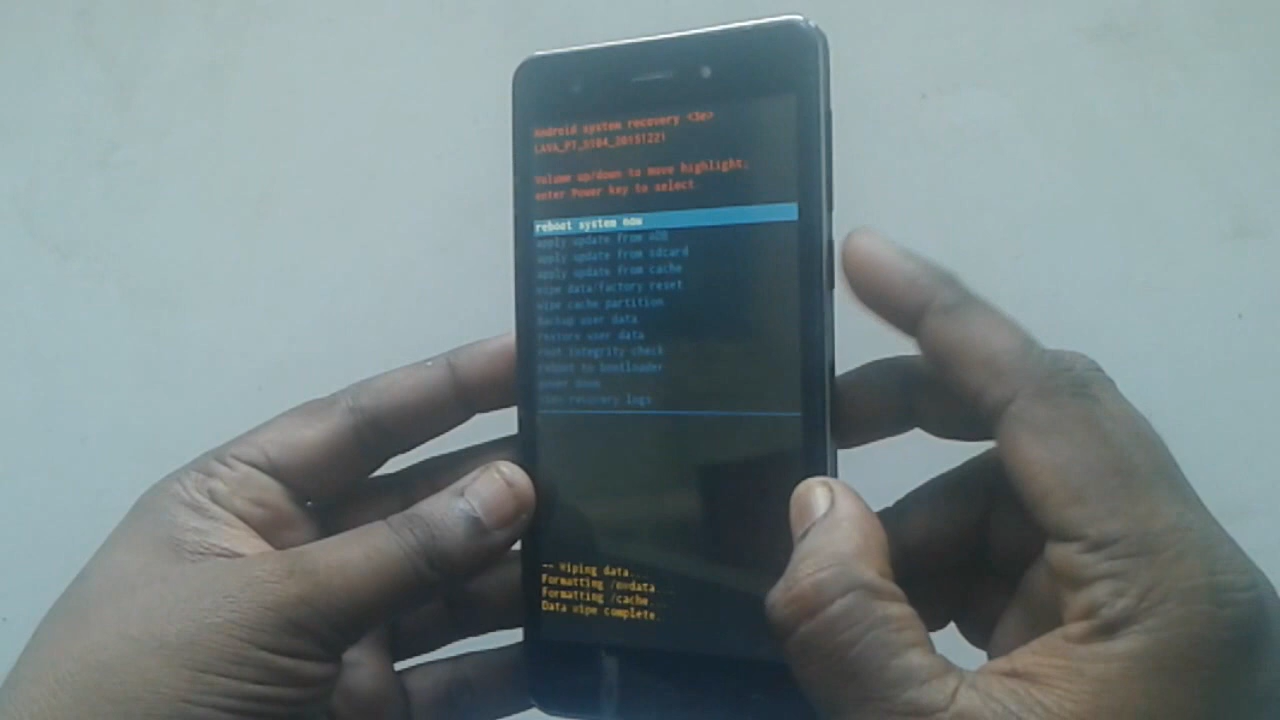 Android system recovery <3e>
LAVA_P7_S104_20151221
Volume up/down to move highlight;
enter Power key to select
reboot system now
apply update from ADB
apply update from sdcard
apply update from cache
wipe data/factory reset
wipe cache partition
backup user data
restore user data
root integrity check
reboot to bootloader
power down
view recovery logs
-- Wiping data...
Formatting /data...
Formatting /cache...
Data wipe complete.